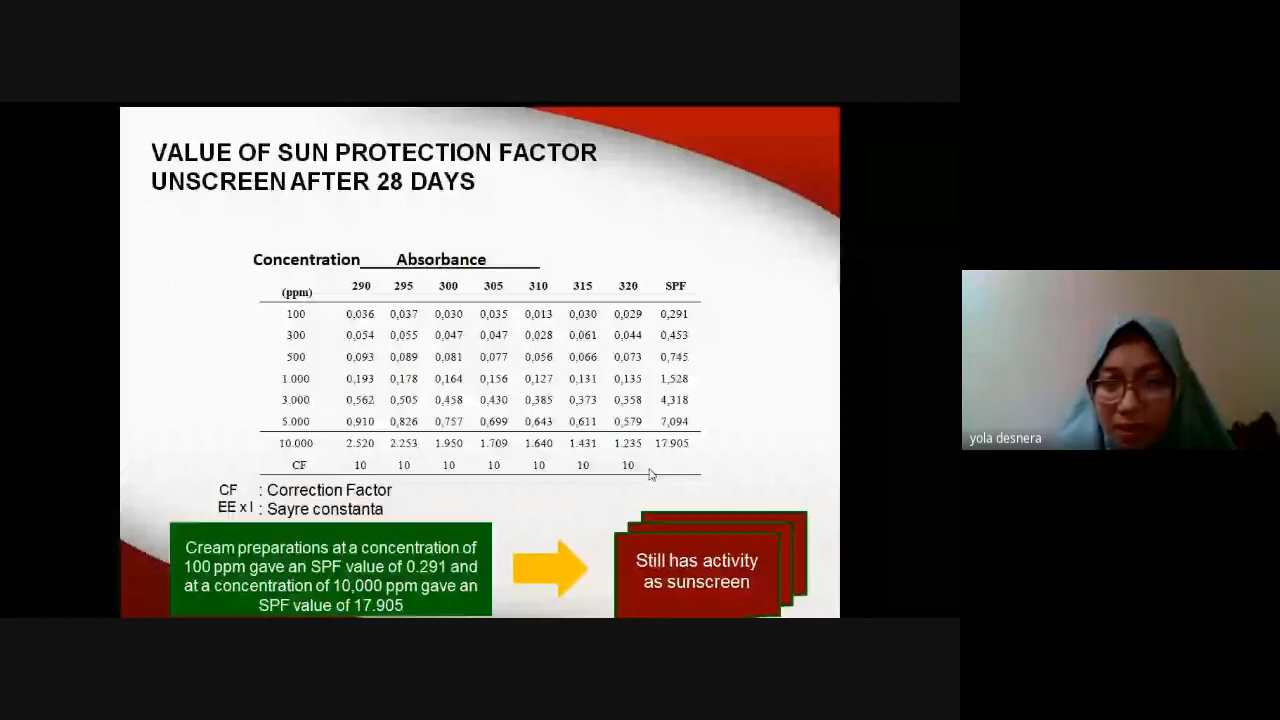 VALUE OF SUN PROTECTION FACTOR
UNSCREEN AFTER 28 DAYS
Concentration Absorbance
(ppm) 290 295 300 305 310 315 320 SPF
100 0,036 0,037 0,030 0,035 0,013 0,030 0,029 0,291
300 0,054 0,055 0,047 0,047 0,028 0,061 0,044 0,453
500 0,093 0,089 0,081 0,077 0,056 0,066 0,073 0,745
1.000 0,193 0,178 0,164 0,156 0,127 0,131 0,135 1,528
3.000 0,562 0,505 0,458 0,430 0,385 0,373 0,358 4,318
5.000 0,910 0,826 0,757 0,699 0,643 0,611 0,579 7,094
10.000 2.520 2.253 1.950 1.709 1.640 1.431 1.235 17.905
CF 10 10 10 10 10 10 10
CF : Correction Factor
EE x I : Sayre constanta
Cream preparations at a concentration of
100 ppm gave an SPF value of 0.291 and
at a concentration of 10,000 ppm gave an
SPF value of 17.905
Still has activity
as sunscreen
yola desnera